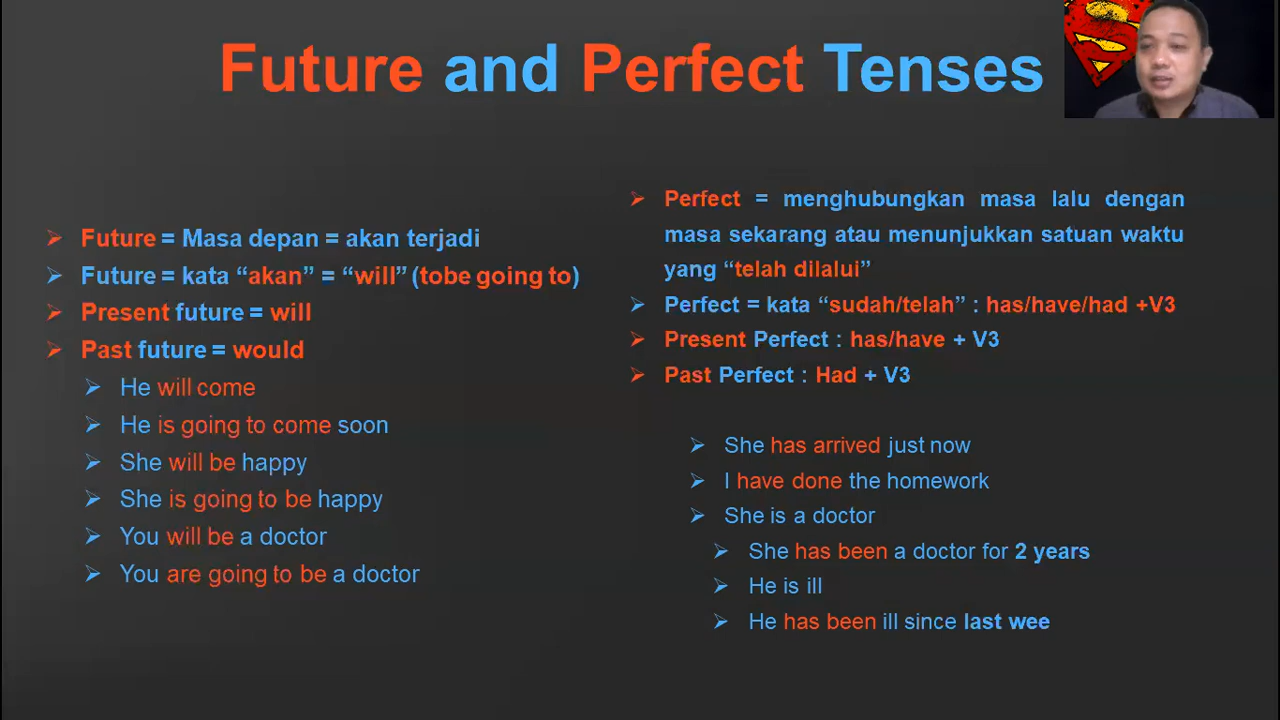 Future and Perfect Tenses
Future = Masa depan = akan terjadi
Future = kata “akan” = “will” (tobe going to)
Present future = will
Past future = would
He will come
He is going to come soon
She will be happy
She is going to be happy
You will be a doctor
You are going to be a doctor
Perfect = menghubungkan masa lalu dengan
masa sekarang atau menunjukkan satuan waktu
yang “telah dilalui”
Perfect = kata “sudah/telah” : has/have/had +V3
Present Perfect : has/have + V3
Past Perfect : Had + V3
She has arrived just now
I have done the homework
She is a doctor
She has been a doctor for 2 years
He is ill
He has been ill since last wee